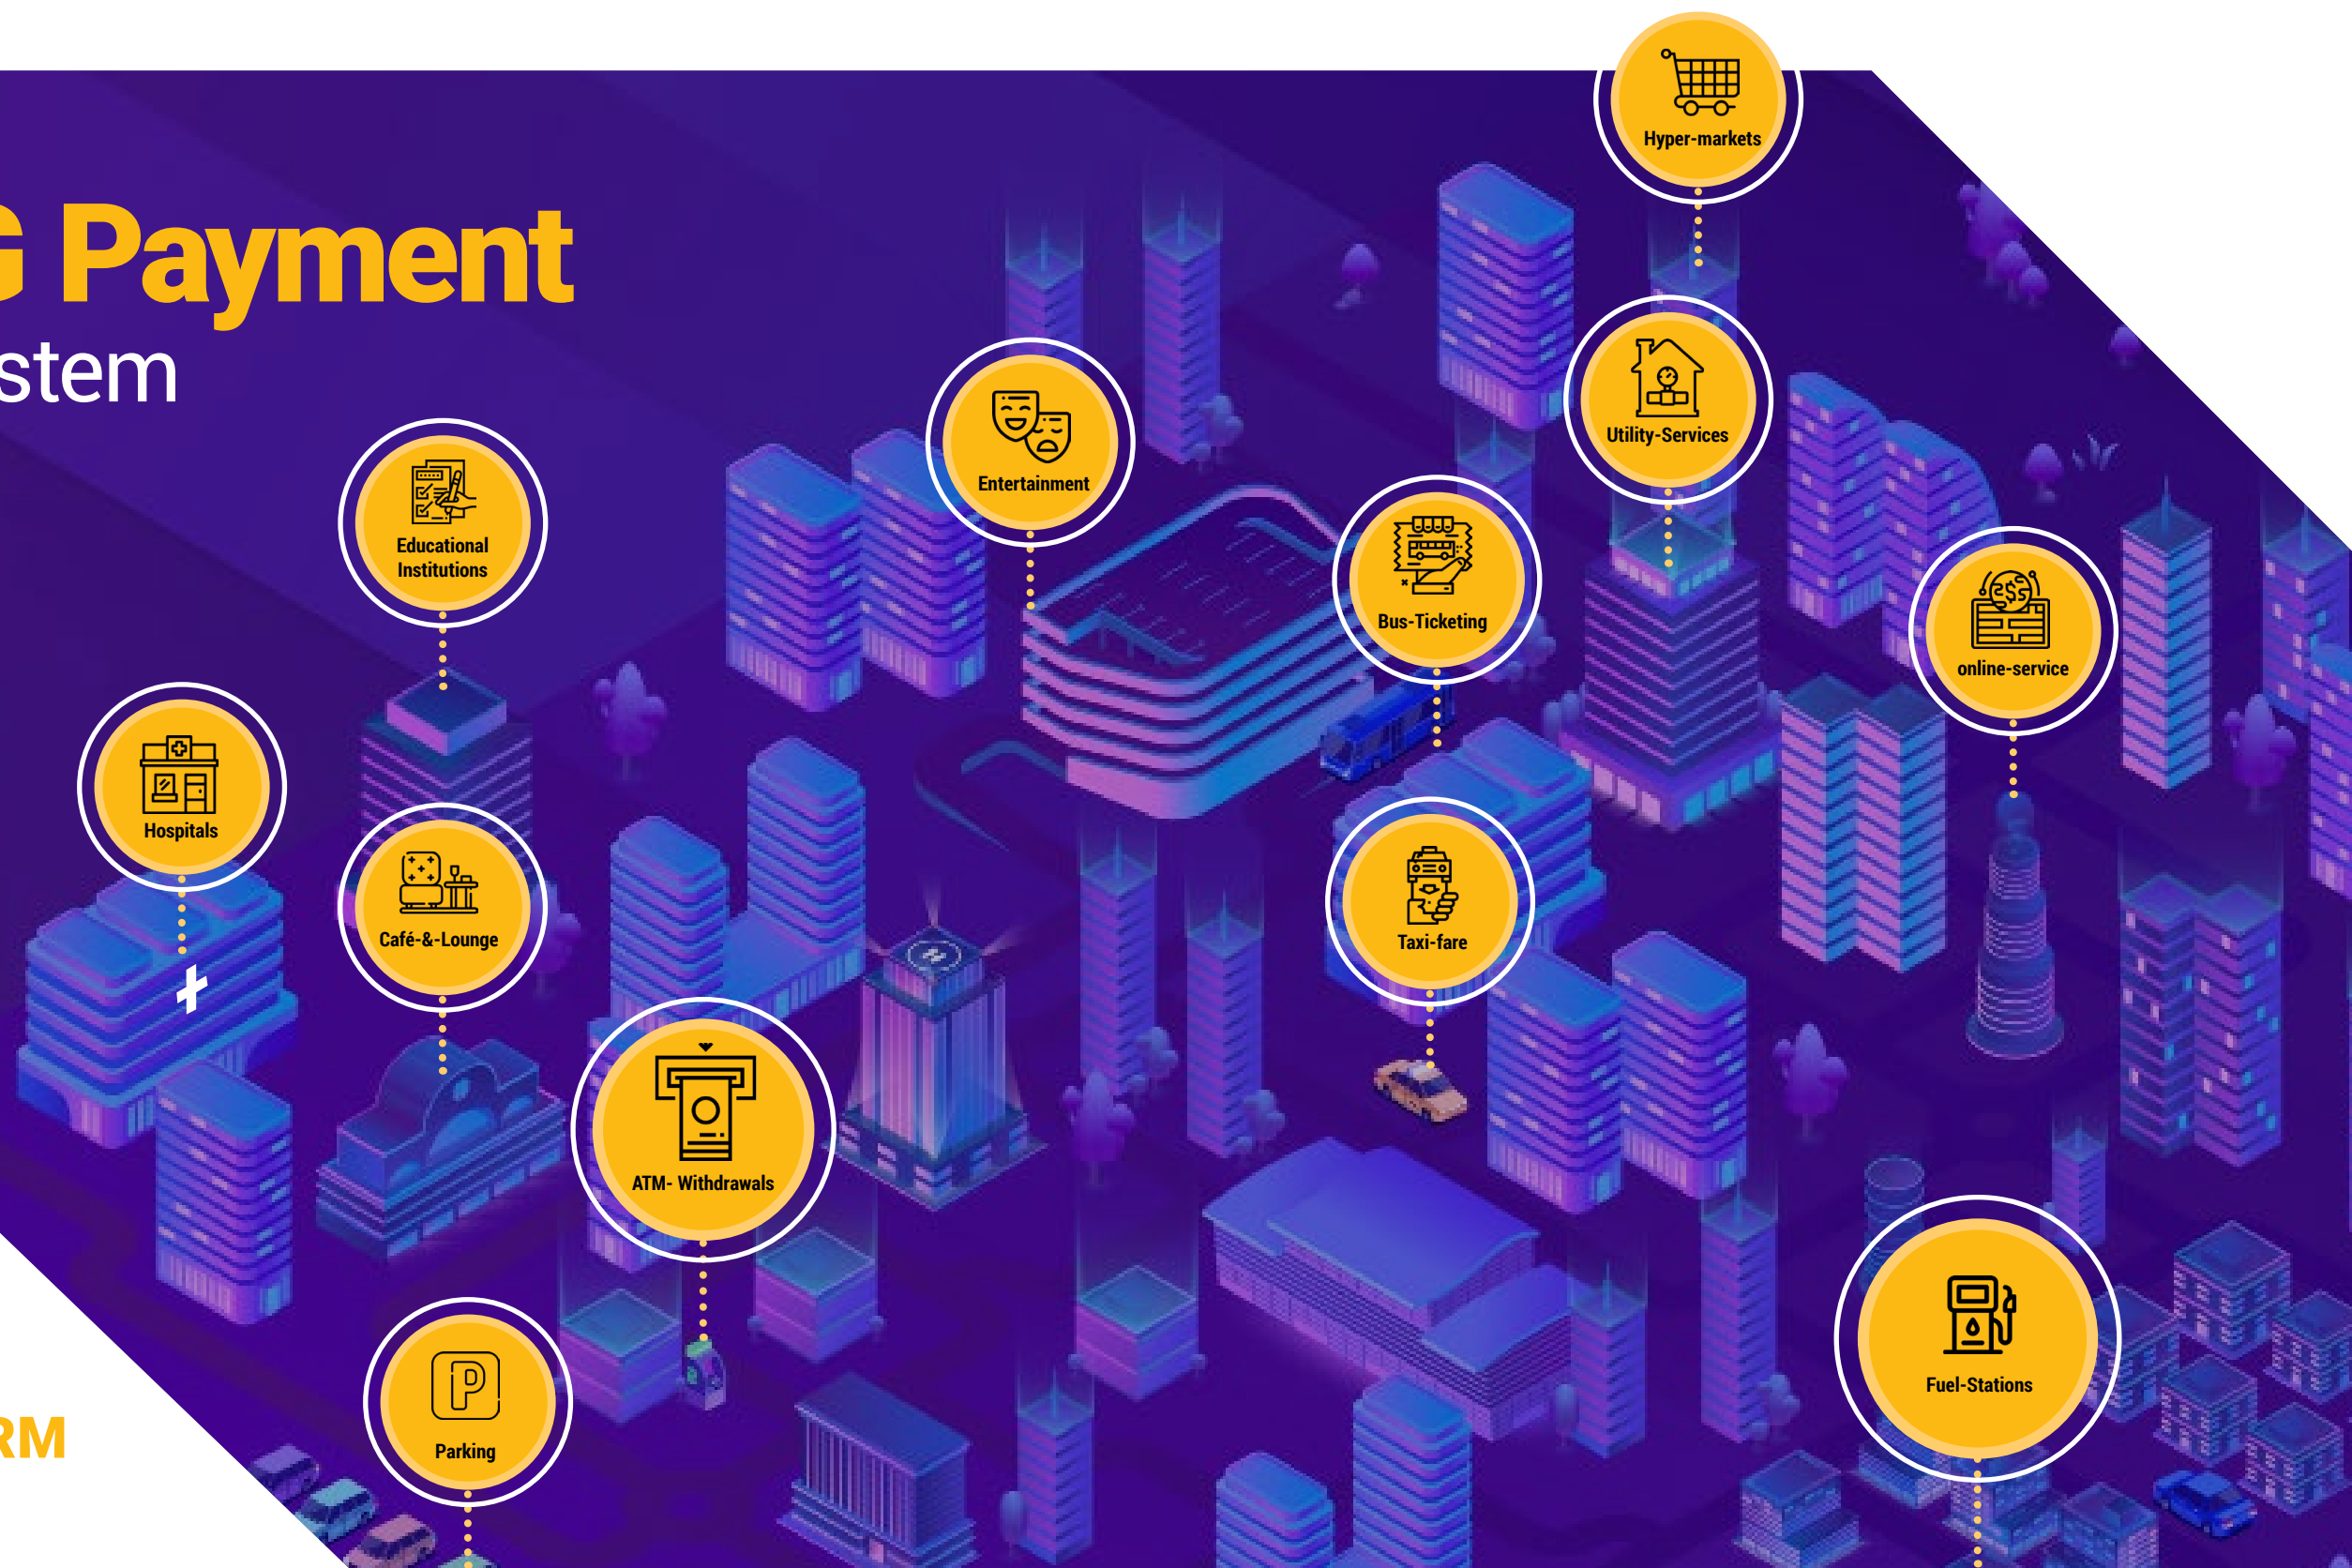 G Payment
stem
Hyper-markets
Utility-Services
Entertainment
Educational
Institutions
Bus-Ticketing
online-service
Hospitals
Café-&-Lounge
Taxi-fare
ATM- Withdrawals
Fuel-Stations
P
Parking
RM